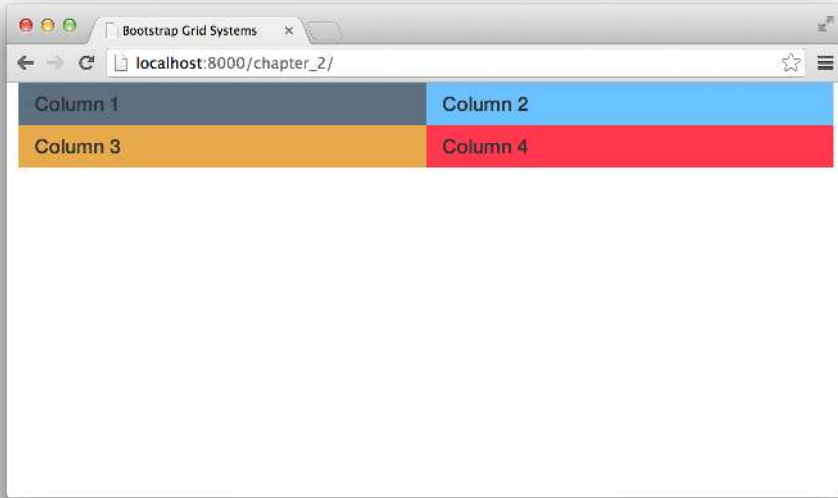 Bootstrap Grid Systems
localhost:8000/chapter_2/
Column 1
Column 2
Column 3
Column 4